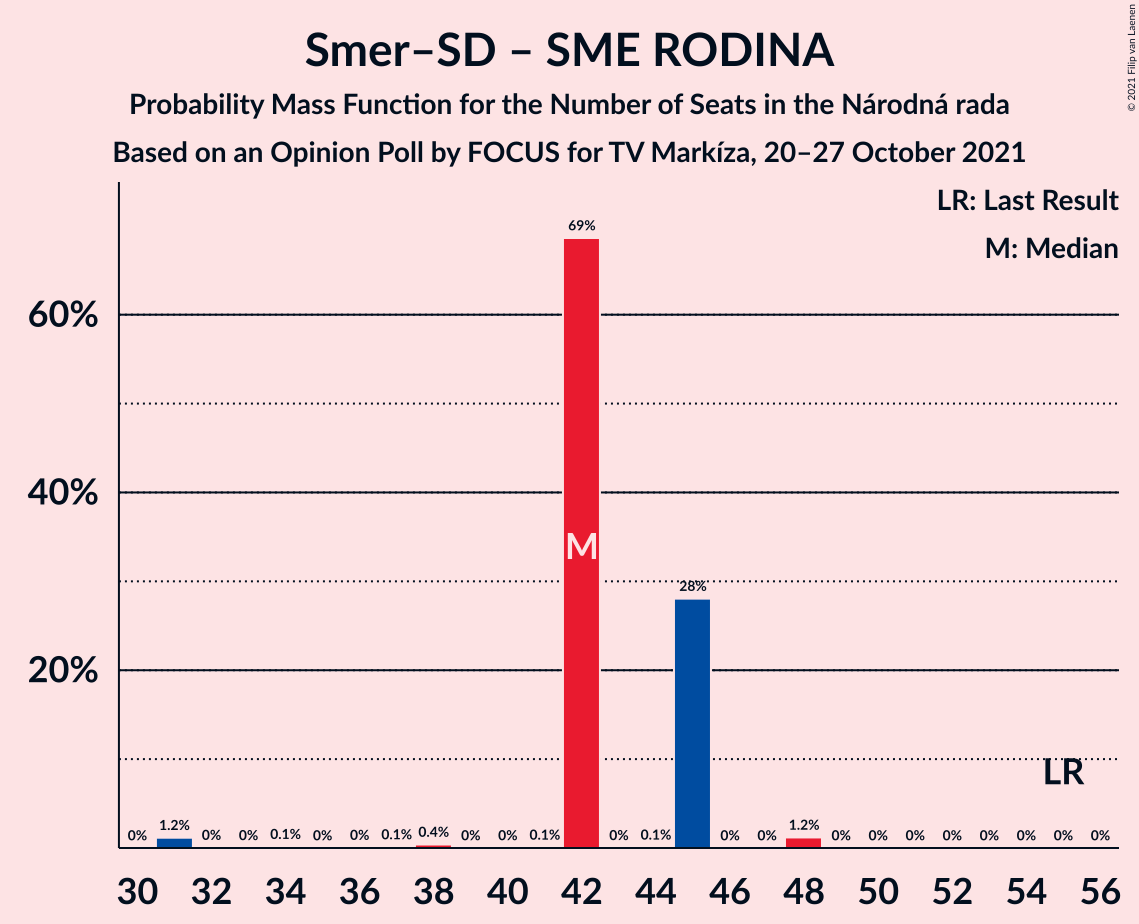 Smer–SD – SME RODINA
Probability Mass Function for the Number of Seats in the Národná rada
Based on an Opinion Poll by FOCUS for TV Markíza, 20–27 October 2021
© 2021 Filip van Laenen
LR: Last Result
M: Median
69%
60%
40%
M
28%
20%
LR
0% 1.2% 0% 0% 0.1% 0% 0% 0.1% 0.4% 0% 0% 0.1% 0% 0.1% 0% 0% 1.2% 0% 0% 0% 0% 0% 0% 0% 0%
30 32 34 36 38 40 42 44 46 48 50 52 54 56